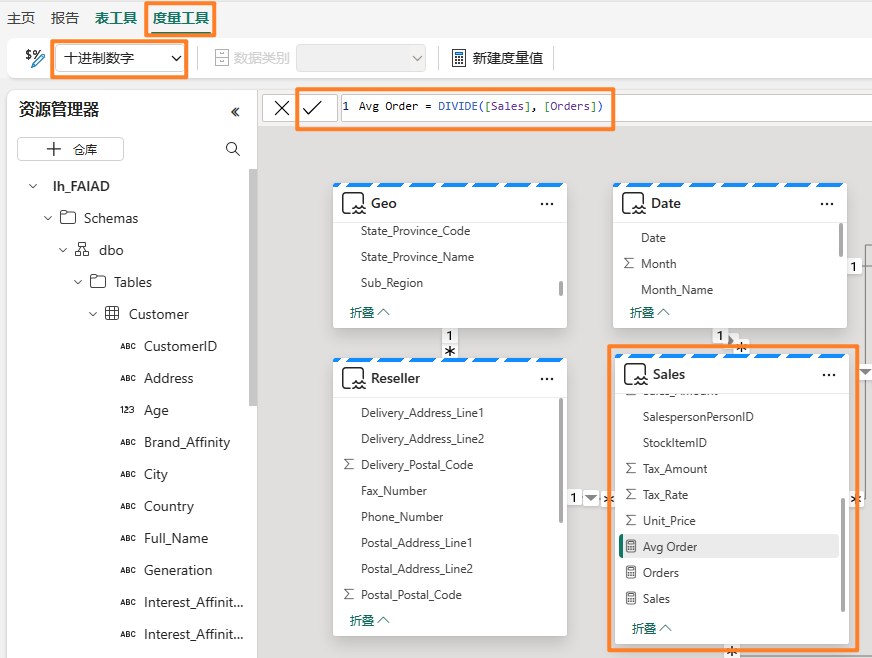 主页 报告 表工具 度量工具
$% 十进制数字 数据类别 新建度量值
资源管理器 «
1 Avg Order = DIVIDE([Sales], [Orders])
+ 仓库
lh_FAIAD
Schemas
dbo
Tables
Customer
ABC CustomerID
ABC Address
123 Age
ABC Brand_Affinity
ABC City
ABC Country
ABC Full_Name
ABC Generation
ABC Interest_Affinit...
ABC Interest_Affinit...
Geo ...
State_Province_Code
State_Province_Name
Sub_Region
折叠
1
*
Date ...
Date
Σ Month
Month_Name
折叠
1
1
*
Reseller ...
Delivery_Address_Line1
Delivery_Address_Line2
Σ Delivery_Postal_Code
Fax_Number
Phone_Number
Postal_Address_Line1
Postal_Address_Line2
Σ Postal_Postal_Code
折叠
1
*
Sales ...
Sales_Amount
SalespersonPersonID
StockItemID
Σ Tax_Amount
Σ Tax_Rate
Σ Unit_Price
Avg Order
Orders
Sales
折叠
*
*